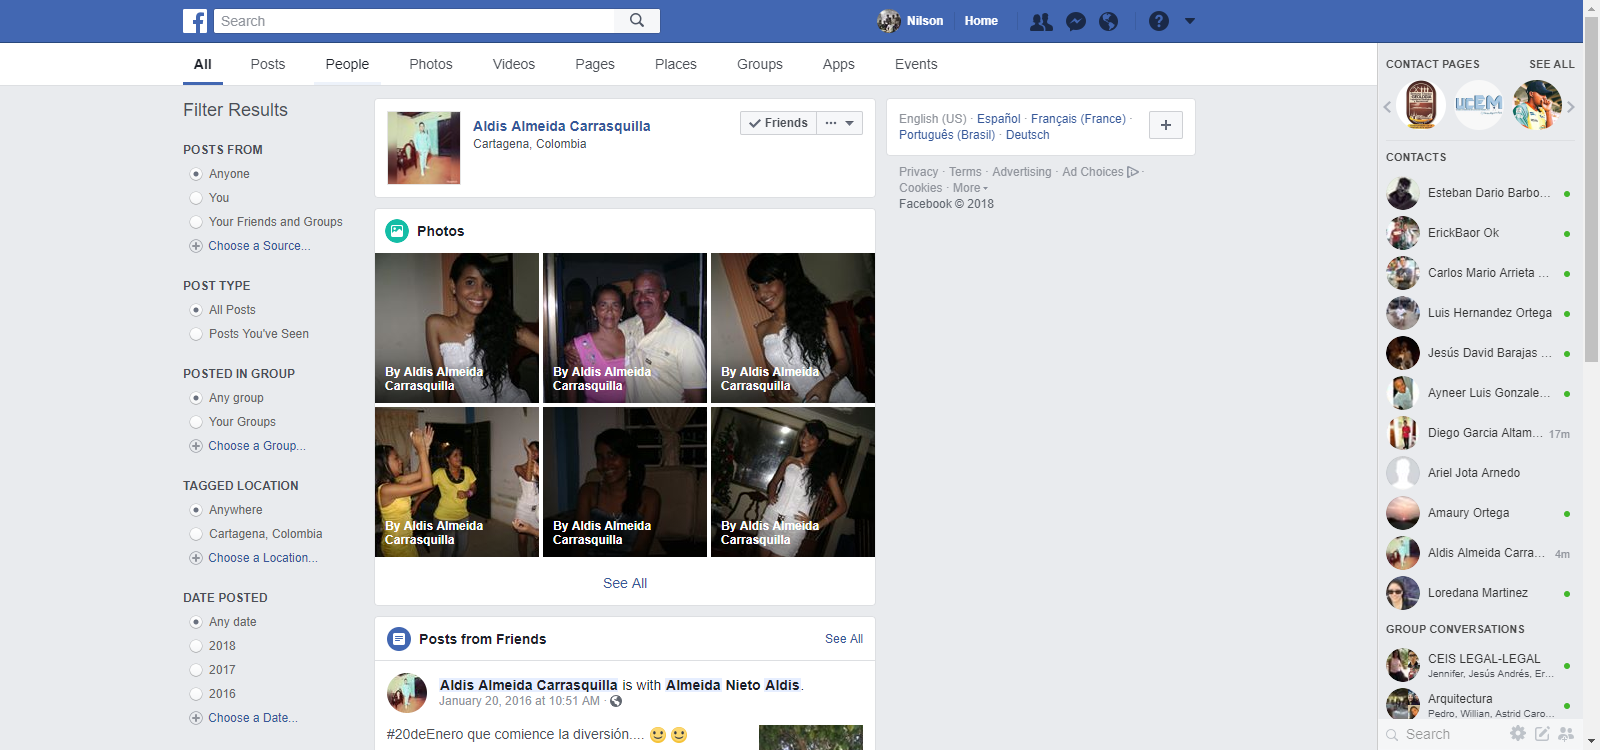 Search
Nilson
Home
All
Posts
People
Photos
Videos
Pages
Places
Groups
Apps
Events
Filter Results
POSTS FROM
Anyone
You
Your Friends and Groups
Choose a Source...
POST TYPE
All Posts
Posts You've Seen
POSTED IN GROUP
Any group
Your Groups
Choose a Group...
TAGGED LOCATION
Anywhere
Cartagena, Colombia
Choose a Location...
DATE POSTED
Any date
2018
2017
2016
Choose a Date...
Aldis Almeida Carrasquilla
Cartagena, Colombia
Friends
Photos
By Aldis Almeida
Carrasquilla
By Aldis Almeida
Carrasquilla
By Aldis Almeida
Carrasquilla
By Aldis Almeida
Carrasquilla
By Aldis Almeida
Carrasquilla
By Aldis Almeida
Carrasquilla
See All
Posts from Friends
See All
Aldis Almeida Carrasquilla is with Almeida Nieto Aldis.
January 20, 2016 at 10:51 AM ·
#20deEnero que comience la diversión....
English (US) · Español · Français (France) ·
Português (Brasil) · Deutsch
Privacy · Terms · Advertising · Ad Choices ·
Cookies · More
Facebook © 2018
CONTACT PAGES
SEE ALL
UCEM
CONTACTS
Esteban Dario Barbo...
ErickBaor Ok
Carlos Mario Arrieta ...
Luis Hernandez Ortega
Jesús David Barajas ...
Ayneer Luis Gonzale...
Diego Garcia Altam... 17m
Ariel Jota Arnedo
Amaury Ortega
Aldis Almeida Carra... 4m
Loredana Martinez
GROUP CONVERSATIONS
CEIS LEGAL-LEGAL
Jennifer, Jesús Andrés, Er...
Arquitectura
Pedro, Willian, Astrid Caro...
Search